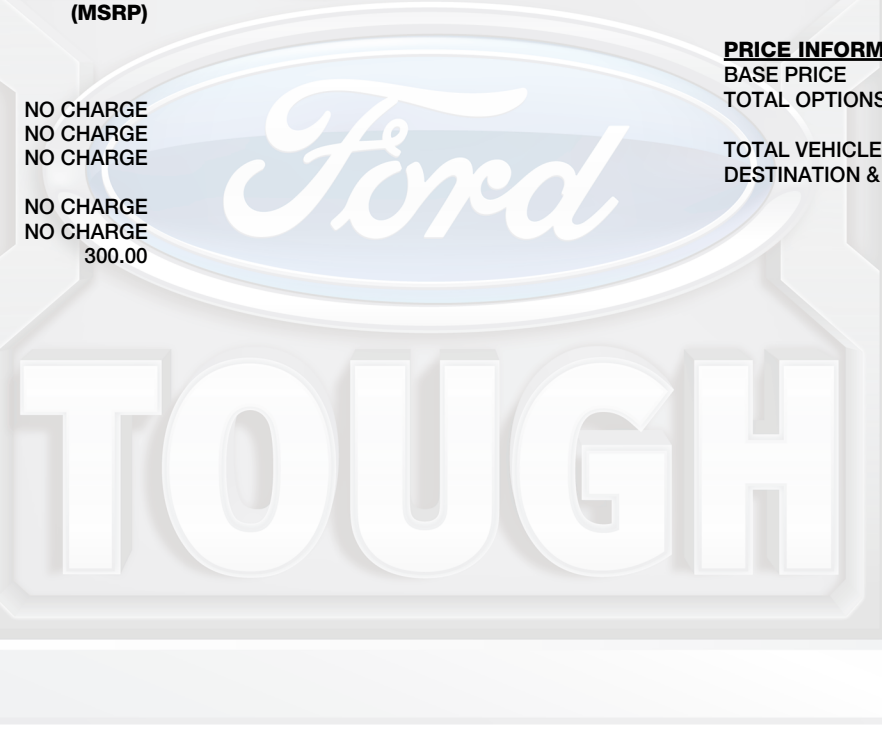 (MSRP)
NO CHARGE
NO CHARGE
NO CHARGE
NO CHARGE
NO CHARGE
300.00
PRICE INFORM
BASE PRICE
TOTAL OPTIONS
TOTAL VEHICLE
DESTINATION &
Ford
TOUGH